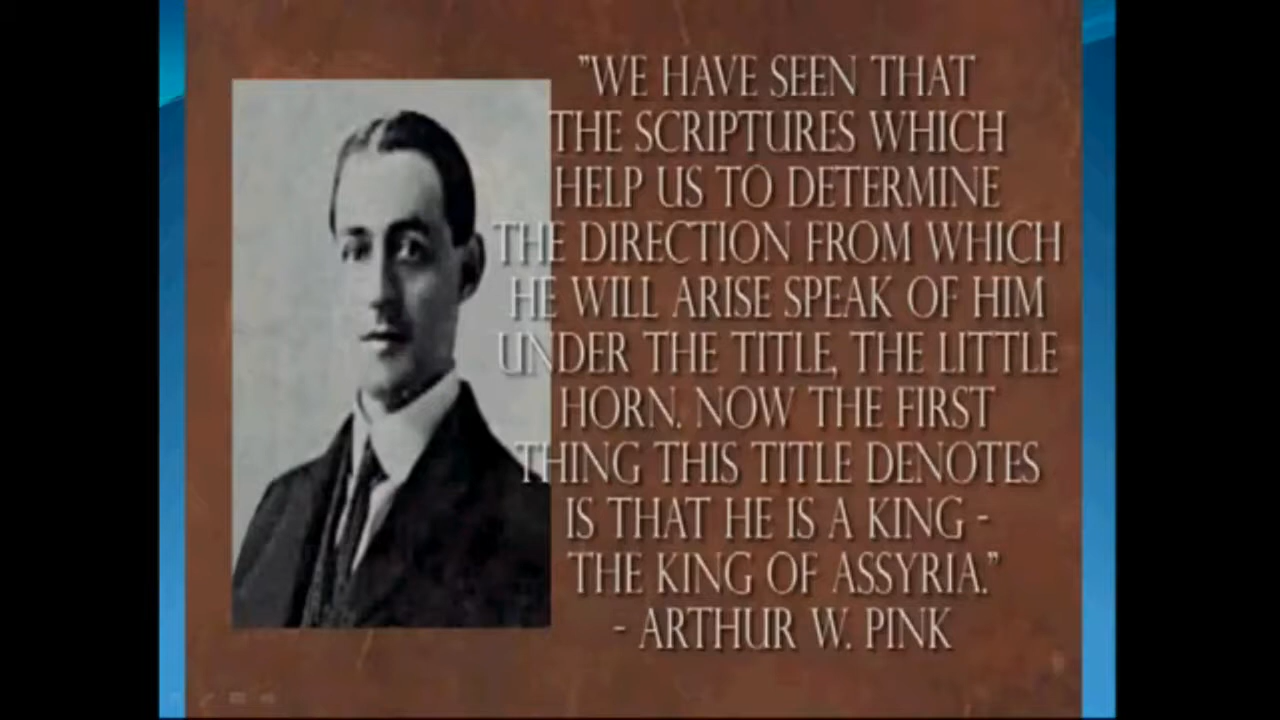 "WE HAVE SEEN THAT
THE SCRIPTURES WHICH
HELP US TO DETERMINE
THE DIRECTION FROM WHICH
HE WILL ARISE SPEAK OF HIM
UNDER THE TITLE, THE LITTLE
HORN. NOW THE FIRST
THING THIS TITLE DENOTES
IS THAT HE IS A KING -
THE KING OF ASSYRIA."
- ARTHUR W. PINK